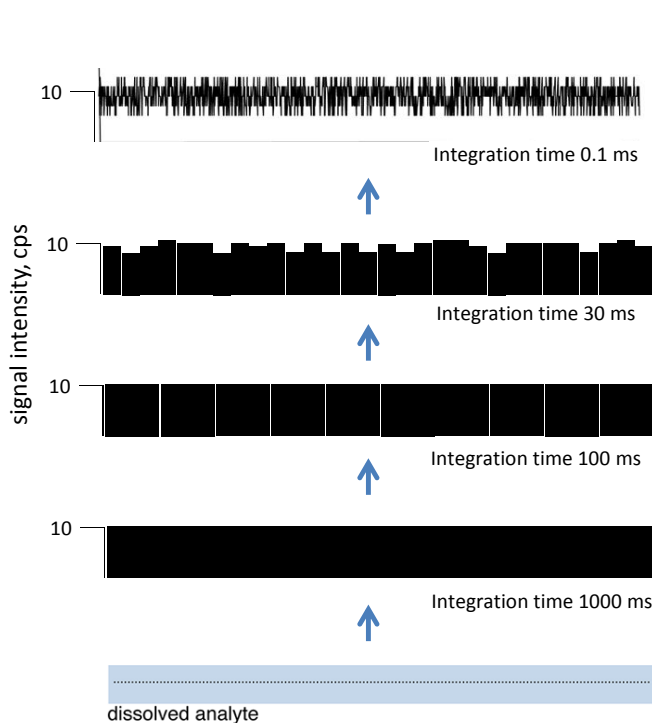 10
Integration time 0.1 ms
10
Integration time 30 ms
signal intensity, cps
10
Integration time 100 ms
10
Integration time 1000 ms
dissolved analyte